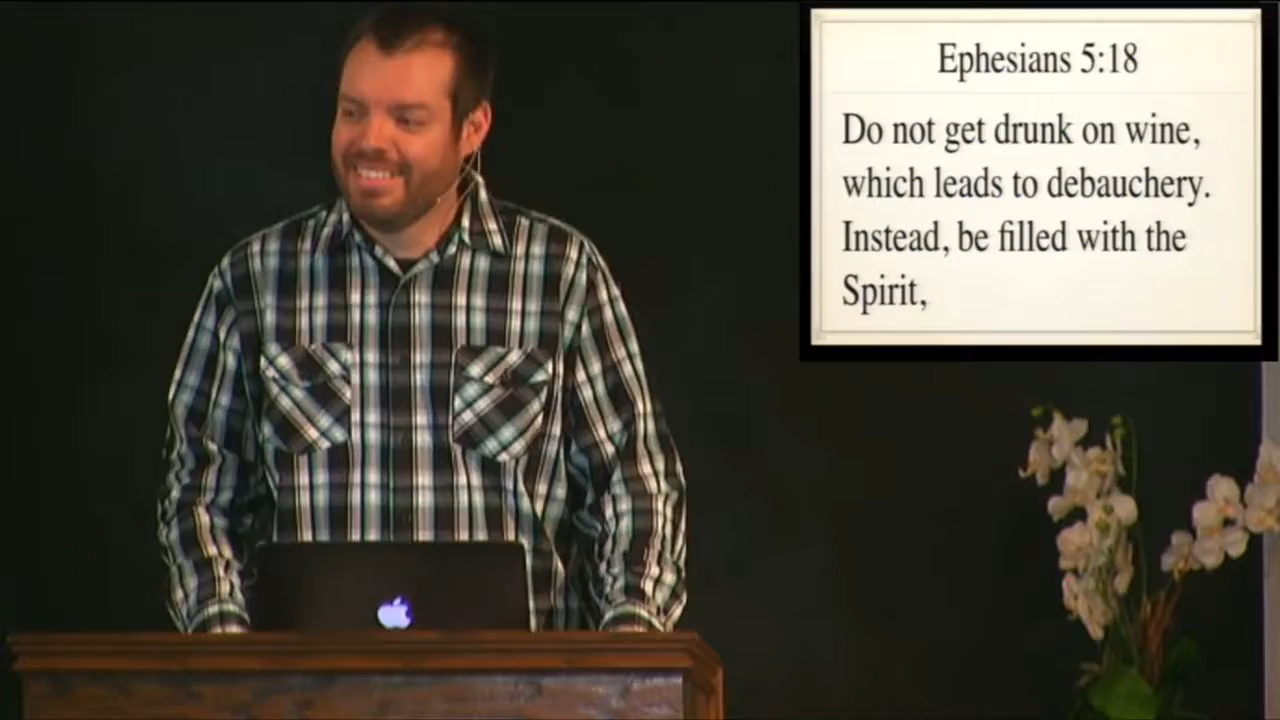 Ephesians 5:18
Do not get drunk on wine,
which leads to debauchery.
Instead, be filled with the
Spirit,